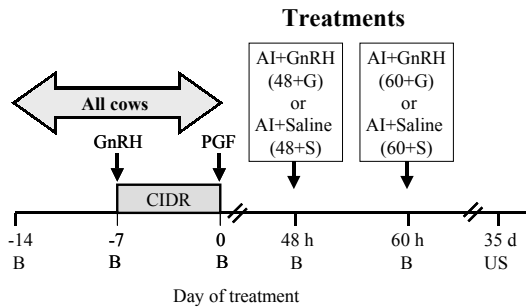 Treatments
AI+GnRH
(48+G)
or
AI+Saline
(48+S)
AI+GnRH
(60+G)
or
AI+Saline
(60+S)
All cows
GnRH
PGF
CIDR
-14
-7
0
48 h
60 h
35 d
B
B
B
B
B
US
Day of treatment